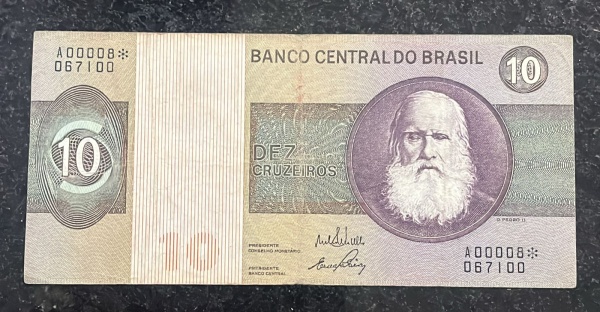 A00008*
067100
BANCO CENTRAL DO BRASIL
10
10
DEZ
CRUZEIROS
D. PEDRO II
10
PRESIDENTE
CONSELHO MONETÁRIO
PRESIDENTE
BANCO CENTRAL
A00008*
067100